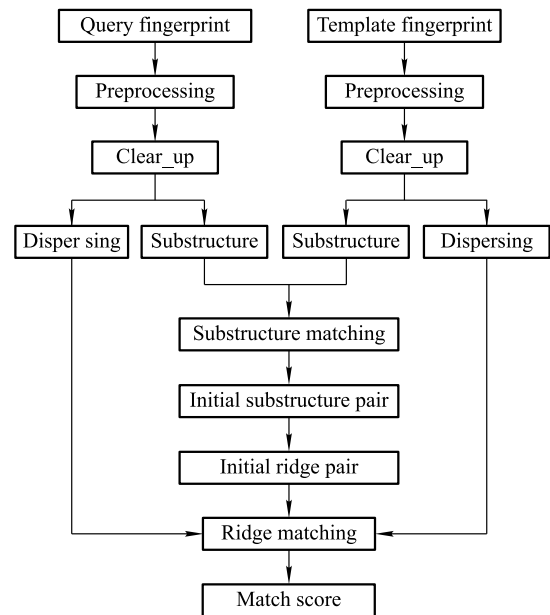 Query fingerprint
Template fingerprint
Preprocessing
Preprocessing
Clear_up
Clear_up
Disper sing
Substructure
Substructure
Dispersing
Substructure matching
Initial substructure pair
Initial ridge pair
Ridge matching
Match score